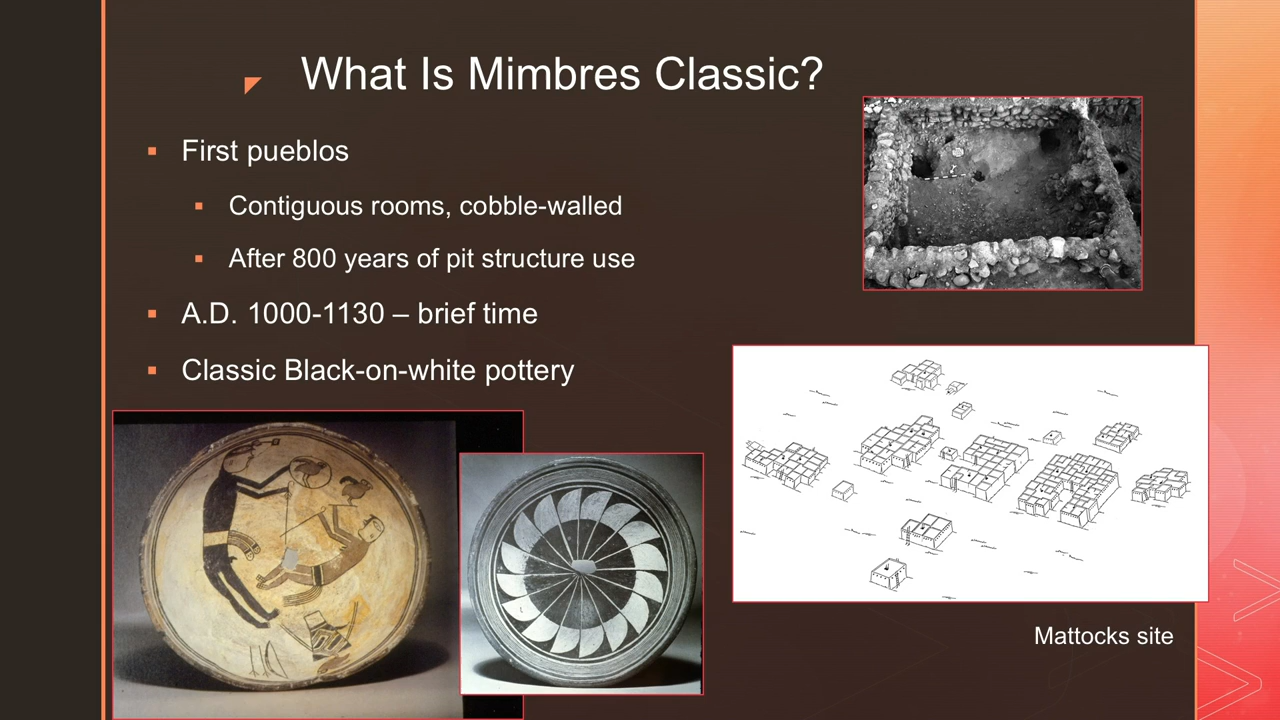 What Is Mimbres Classic?
First pueblos
Contiguous rooms, cobble-walled
After 800 years of pit structure use
A.D. 1000-1130 – brief time
Classic Black-on-white pottery
Mattocks site